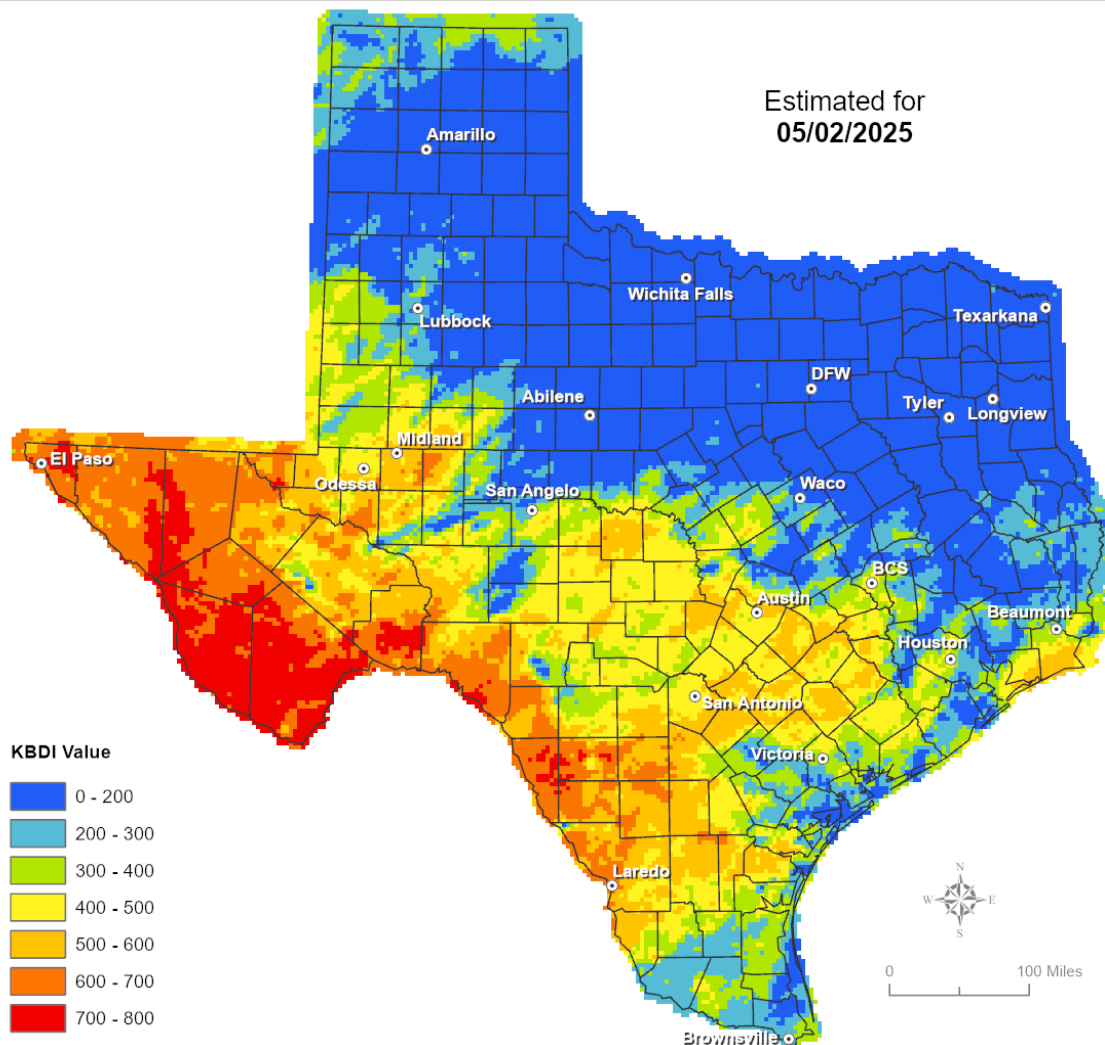 Estimated for
05/02/2025
Amarillo
Wichita Falls
Lubbock
Texarkana
DFW
Abilene
Tyler
Longview
Midland
El Paso
Odessa
San Angelo
Waco
BCS
Austin
Beaumont
Houston
San Antonio
Victoria
Laredo
Brownsville
KBDI Value
0 - 200
200 - 300
300 - 400
400 - 500
500 - 600
600 - 700
700 - 800
N
W E
S
0 100 Miles